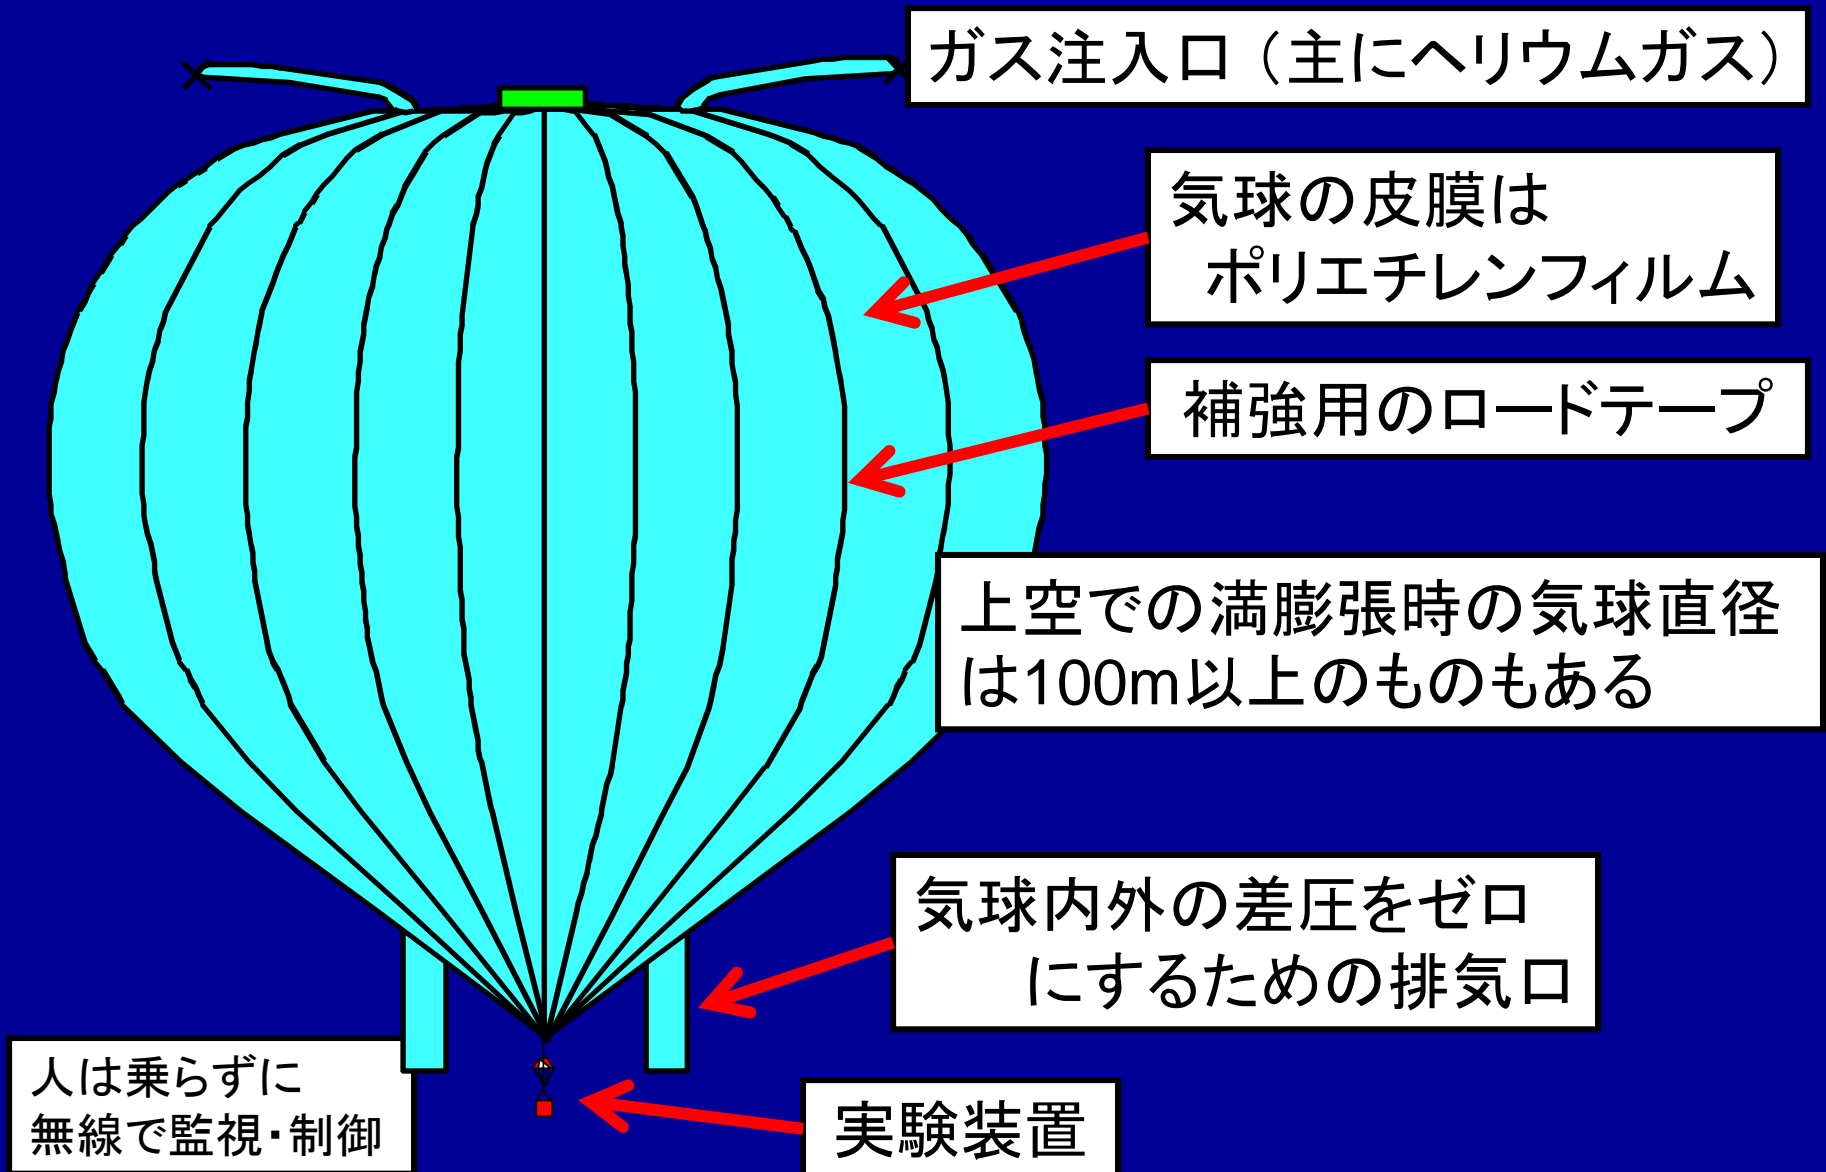 ガス注入口（主にヘリウムガス）
気球の皮膜は
ポリエチレンフィルム
補強用のロードテープ
上空での満膨張時の気球直径
は100m以上のものもある
気球内外の差圧をゼロ
にするための排気口
人は乗らずに
無線で監視・制御
実験装置